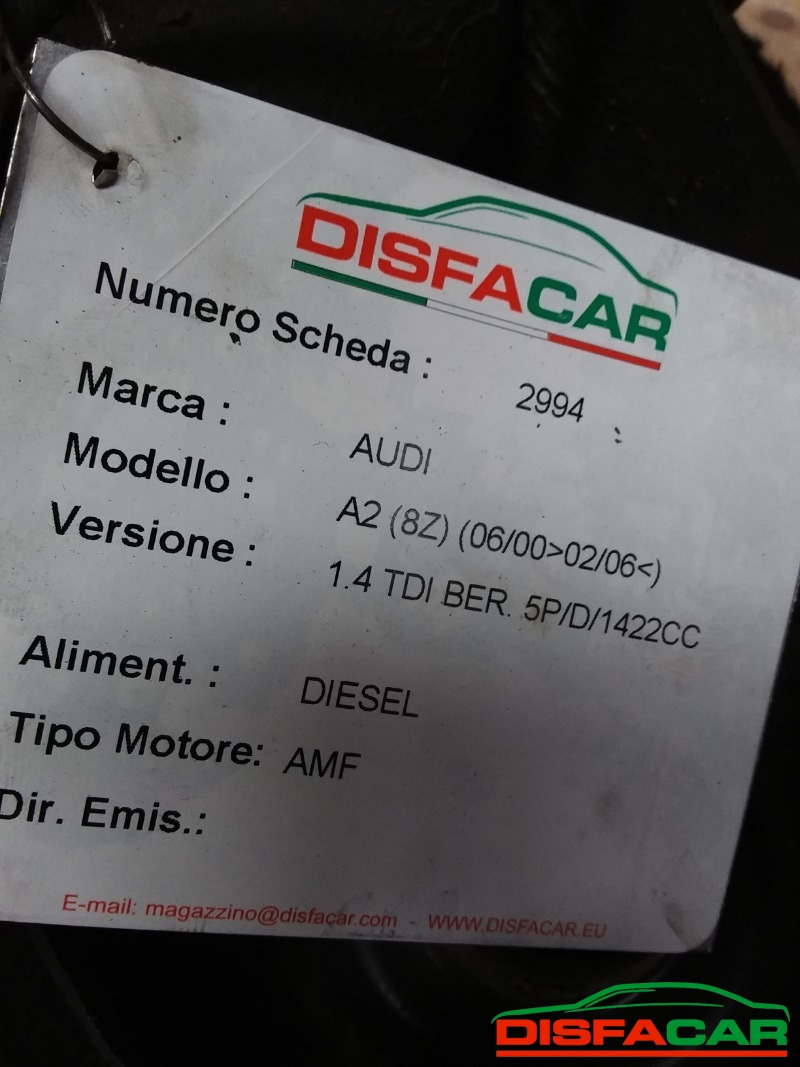 DISFACAR
Numero Scheda : 2994
Marca : AUDI
Modello : A2 (8Z) (06/00>02/06<)
Versione : 1.4 TDI BER. 5P/D/1422CC
Aliment. : DIESEL
Tipo Motore: AMF
Dir. Emis.:
E-mail: magazzino@disfacar.com - WWW.DISFACAR.EU
DISFACAR